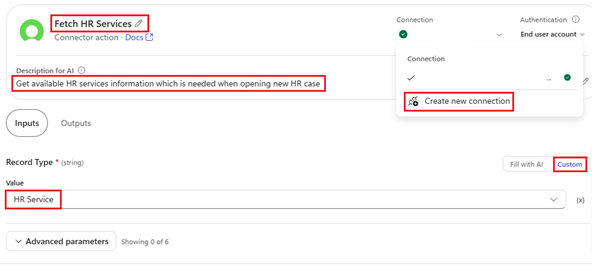 Fetch HR Services
Connector action · Docs
Connection
Authentication
End user account
Connection
Create new connection
Description for AI
Get available HR services information which is needed when opening new HR case
Inputs
Outputs
Record Type * (string)
Fill with AI
Custom
Value
HR Service
{x}
Advanced parameters
Showing 0 of 6